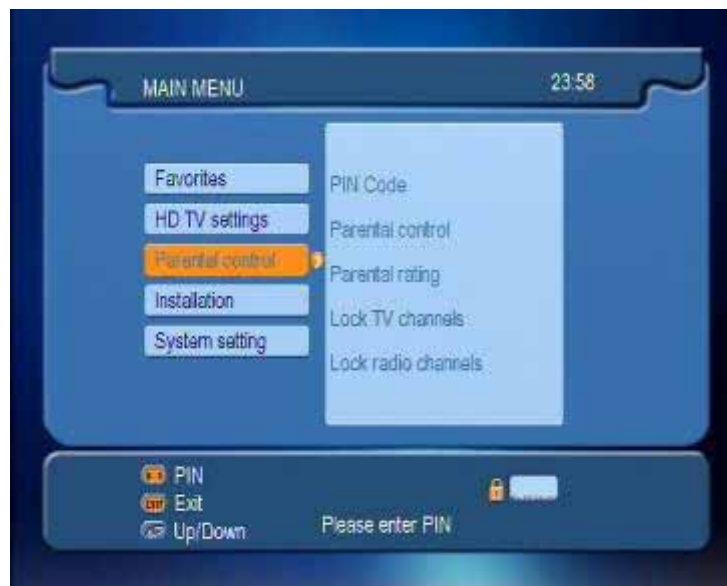 MAIN MENU
23:58
Favorites
HD TV settings
Parental control
Installation
System setting
PIN Code
Parental control
Parental rating
Lock TV channels
Lock radio channels
PIN
EXIT Exit
Up/Down
Please enter PIN